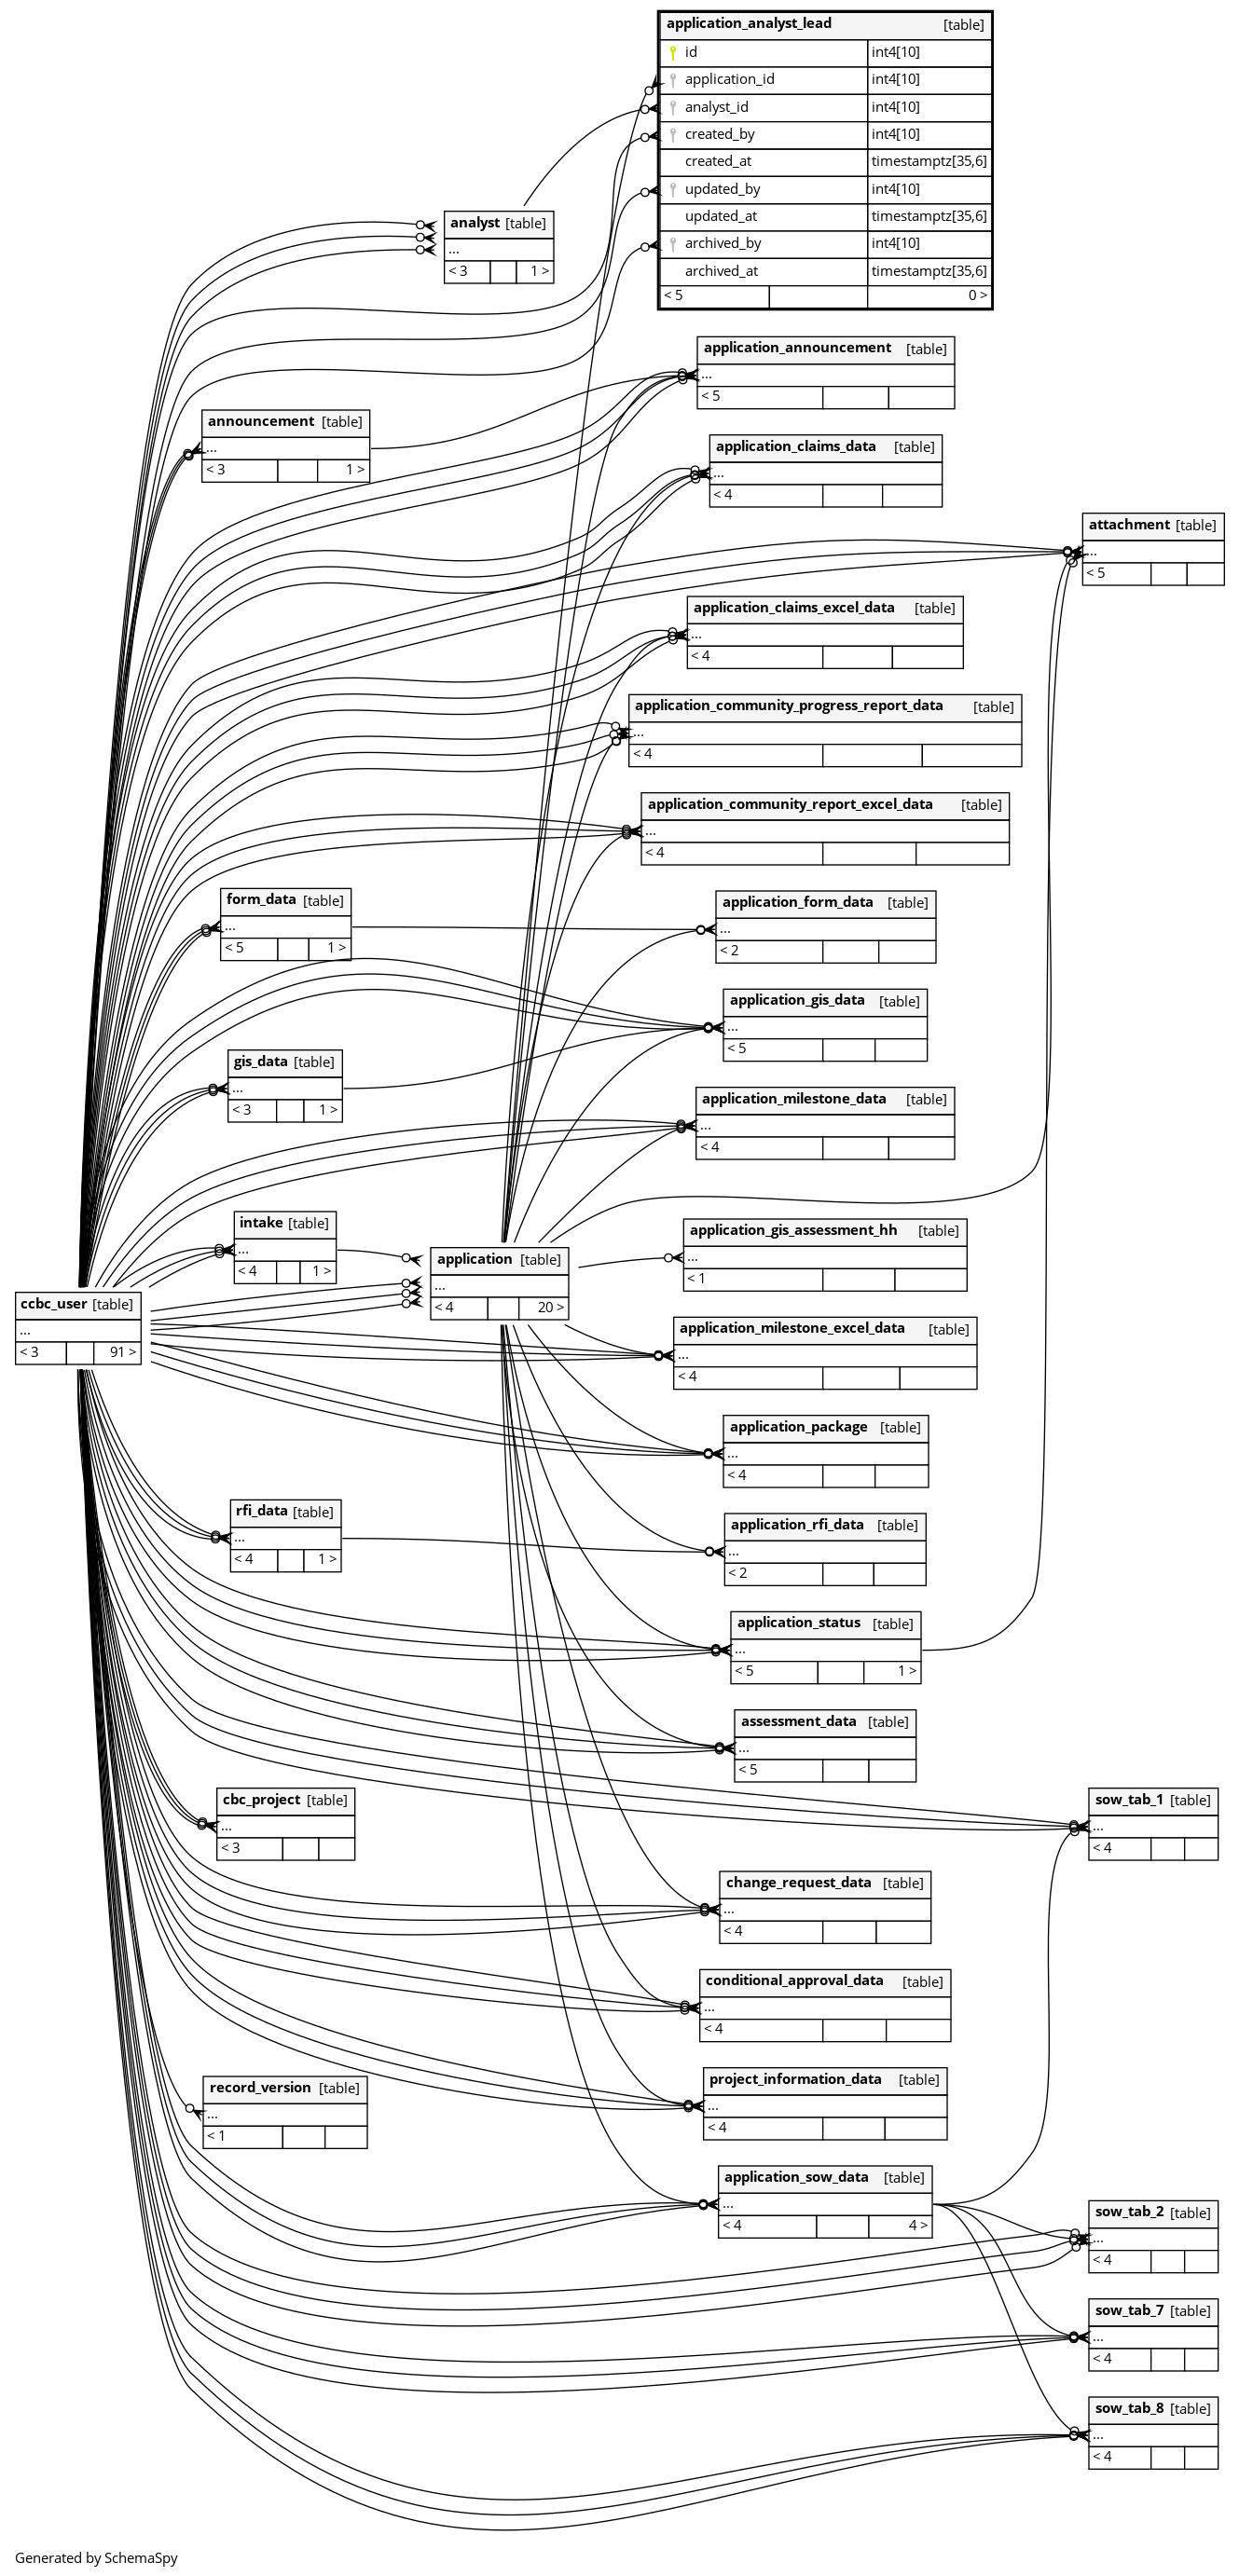 application_analyst_lead [table]
id int4[10]
application_id int4[10]
analyst_id int4[10]
created_by int4[10]
created_at timestamptz[35,6]
updated_by int4[10]
updated_at timestamptz[35,6]
archived_by int4[10]
archived_at timestamptz[35,6]
< 5 0 >
analyst [table]
...
< 3 1 >
application_announcement [table]
...
< 5
announcement [table]
...
< 3 1 >
application_claims_data [table]
...
< 4
attachment [table]
...
< 5
application_claims_excel_data [table]
...
< 4
application_community_progress_report_data [table]
...
< 4
application_community_report_excel_data [table]
...
< 4
form_data [table]
...
< 5 1 >
application_form_data [table]
...
< 2
application_gis_data [table]
...
< 5
gis_data [table]
...
< 3 1 >
application_milestone_data [table]
...
< 4
intake [table]
...
< 4 1 >
application_gis_assessment_hh [table]
...
< 1
application [table]
...
< 4 20 >
ccbc_user [table]
...
< 3 91 >
application_milestone_excel_data [table]
...
< 4
application_package [table]
...
< 4
rfi_data [table]
...
< 4 1 >
application_rfi_data [table]
...
< 2
application_status [table]
...
< 5 1 >
assessment_data [table]
...
< 5
cbc_project [table]
...
< 3
sow_tab_1 [table]
...
< 4
change_request_data [table]
...
< 4
conditional_approval_data [table]
...
< 4
project_information_data [table]
...
< 4
record_version [table]
...
< 1
application_sow_data [table]
...
< 4 4 >
sow_tab_2 [table]
...
< 4
sow_tab_7 [table]
...
< 4
sow_tab_8 [table]
...
< 4
Generated by SchemaSpy